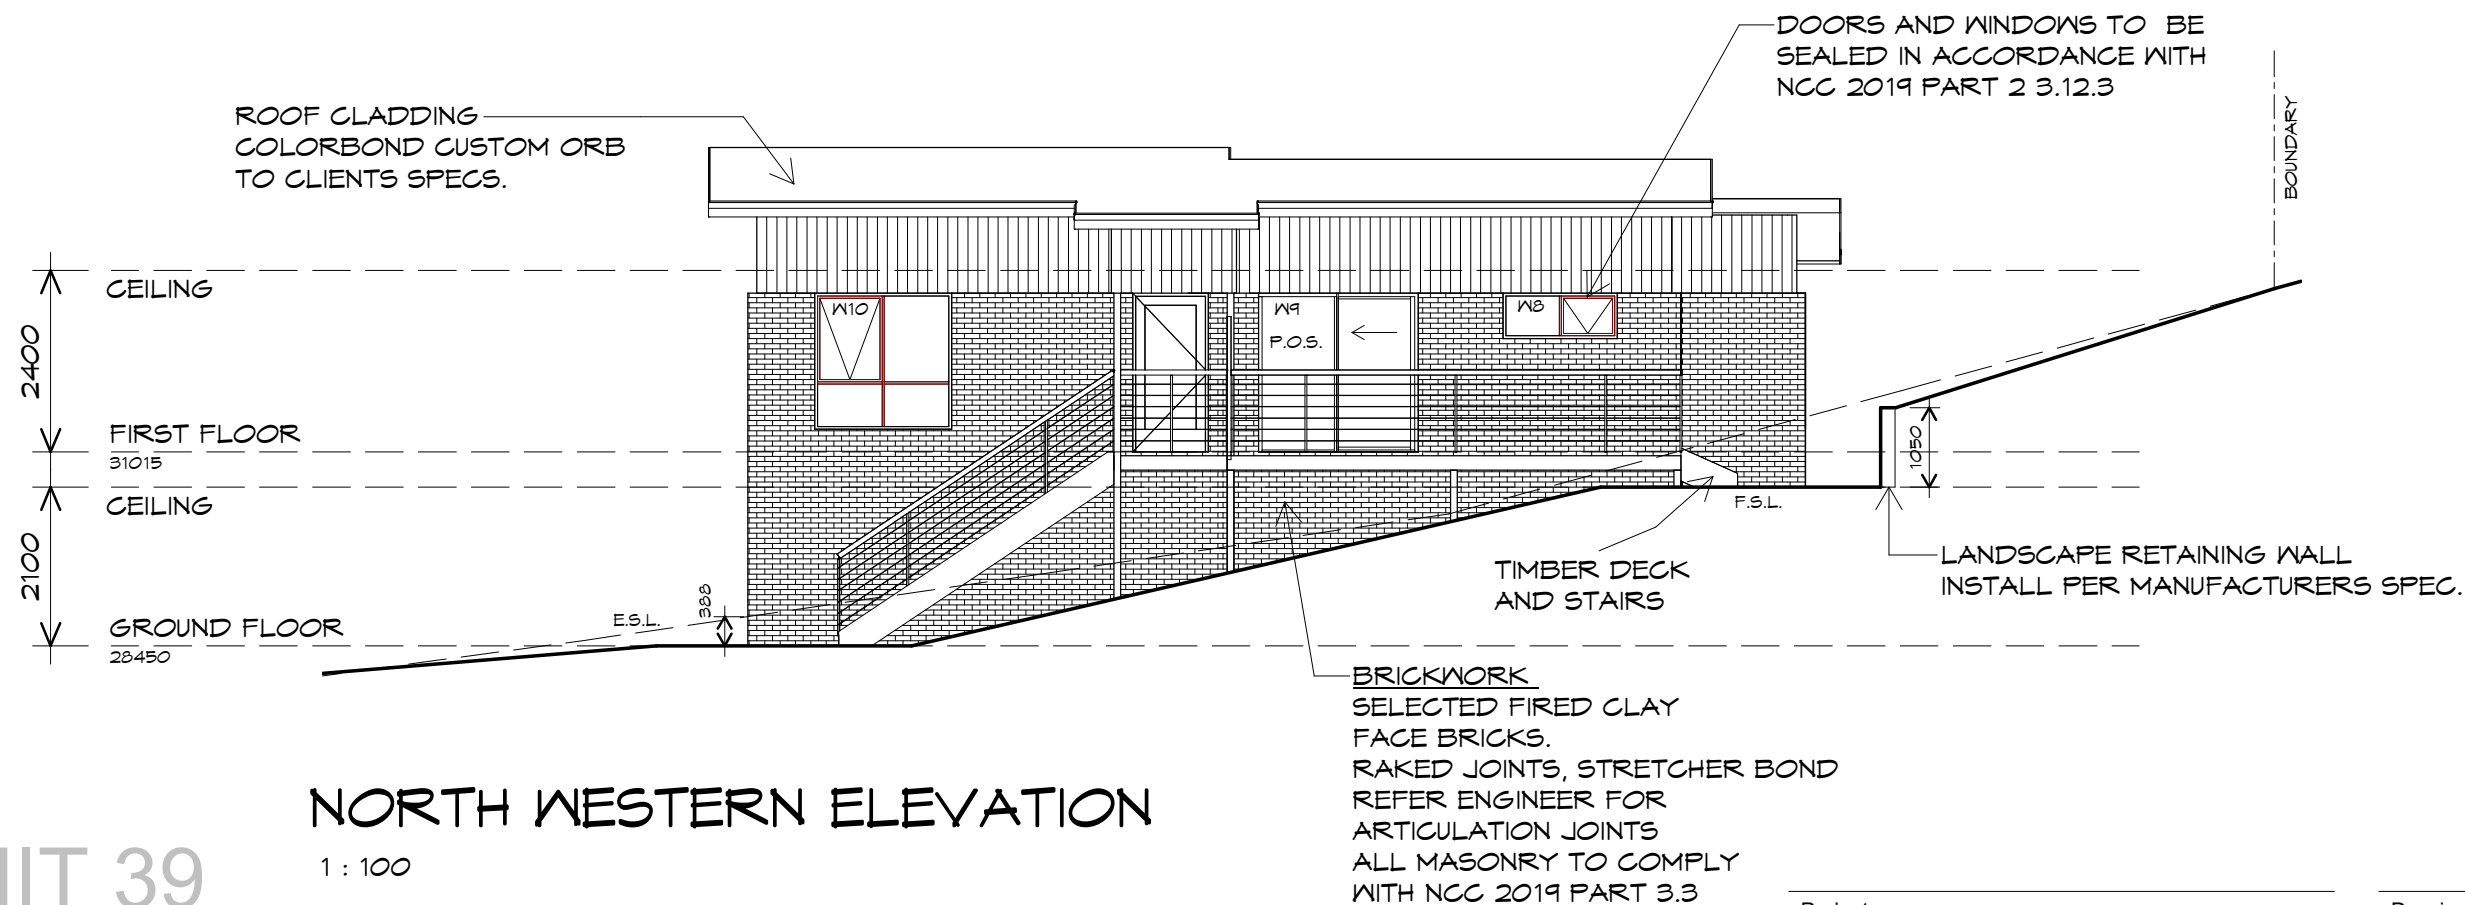 DOORS AND WINDOWS TO BE
SEALED IN ACCORDANCE WITH
NCC 2019 PART 2 3.12.3
ROOF CLADDING
COLORBOND CUSTOM ORB
TO CLIENTS SPECS.
BOUNDARY
CEILING
2400
FIRST FLOOR
31015
CEILING
2100
GROUND FLOOR
28450
W10
W9
P.O.S.
W8
1050
F.S.L.
E.S.L.
388
TIMBER DECK
AND STAIRS
LANDSCAPE RETAINING WALL
INSTALL PER MANUFACTURERS SPEC.
BRICKWORK
SELECTED FIRED CLAY
FACE BRICKS.
RAKED JOINTS, STRETCHER BOND
REFER ENGINEER FOR
ARTICULATION JOINTS
ALL MASONRY TO COMPLY
WITH NCC 2019 PART 3.3
NORTH WESTERN ELEVATION
1 : 100
39